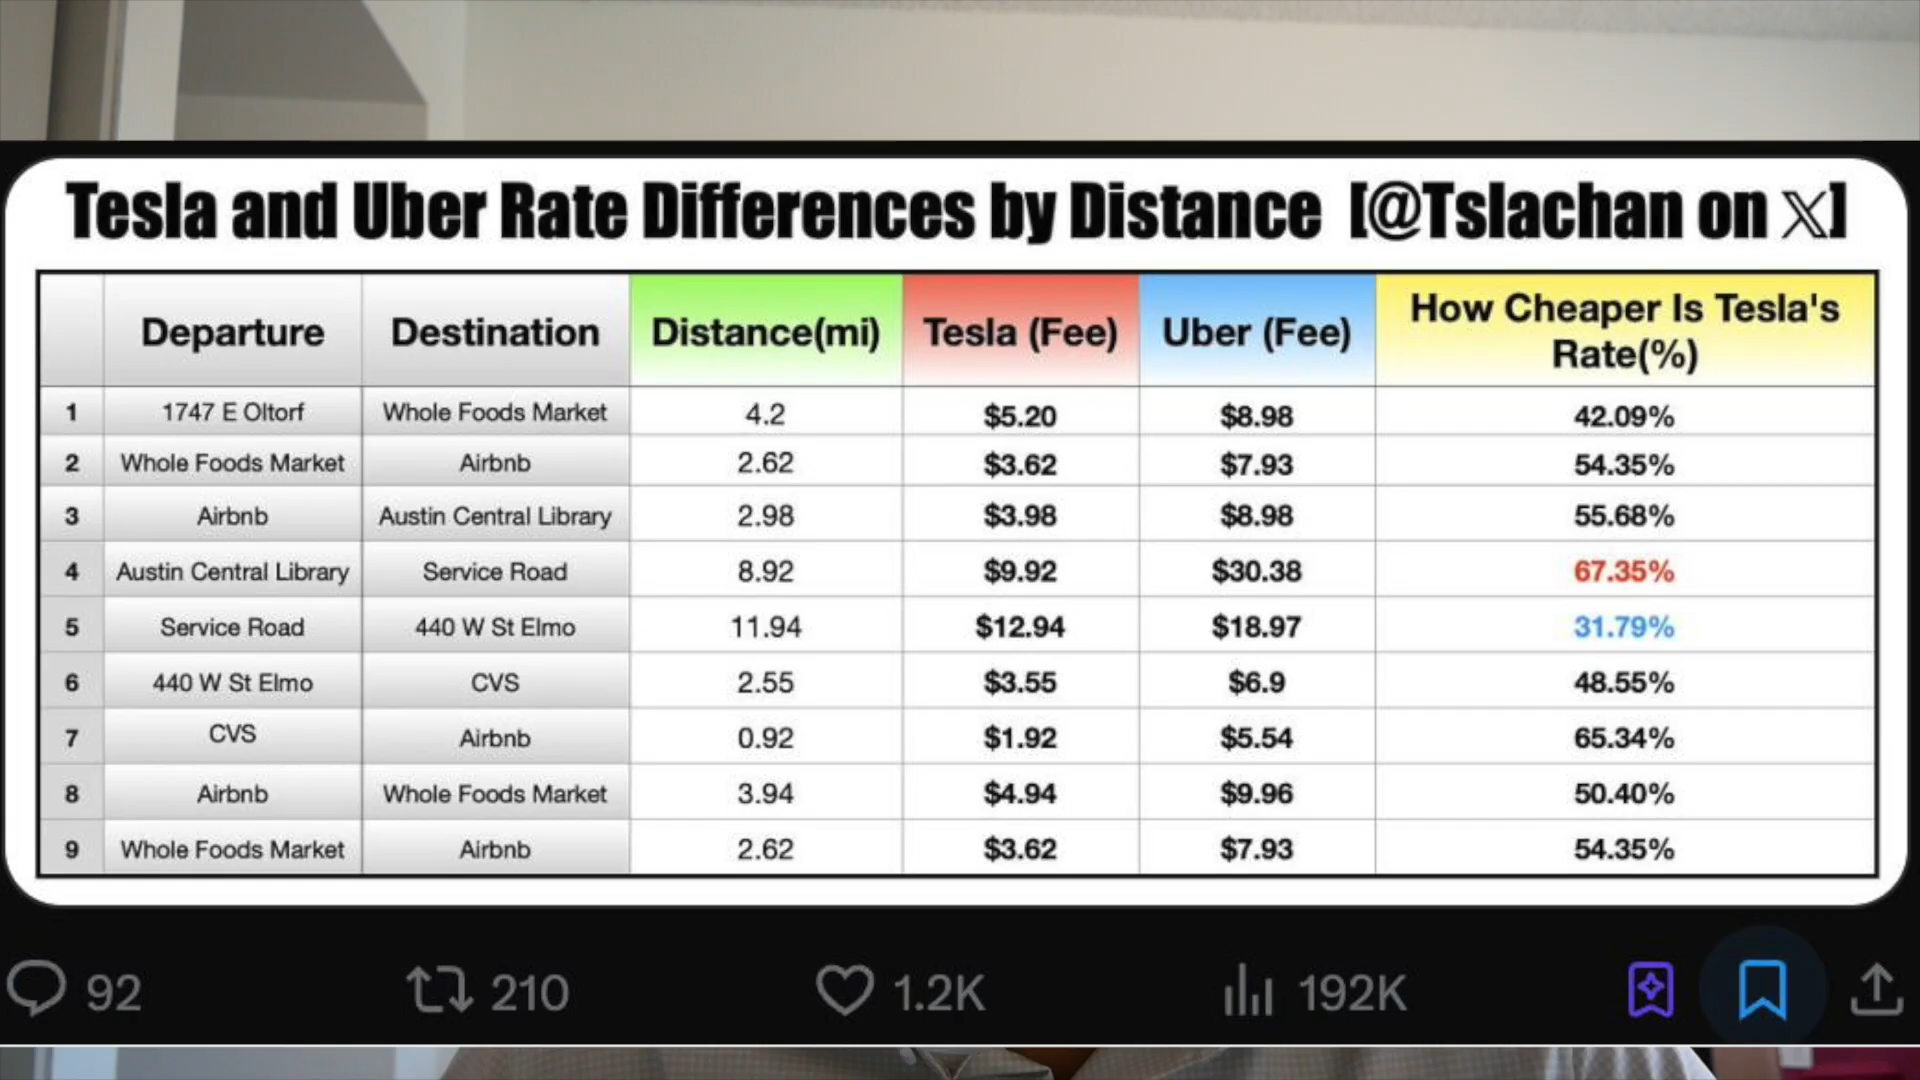 Tesla and Uber Rate Differences by Distance [@Tslachan on 𝕏]
Departure Destination Distance(mi) Tesla (Fee) Uber (Fee) How Cheaper Is Tesla's
Rate(%)
1 1747 E Oltorf Whole Foods Market 4.2 $5.20 $8.98 42.09%
2 Whole Foods Market Airbnb 2.62 $3.62 $7.93 54.35%
3 Airbnb Austin Central Library 2.98 $3.98 $8.98 55.68%
4 Austin Central Library Service Road 8.92 $9.92 $30.38 67.35%
5 Service Road 440 W St Elmo 11.94 $12.94 $18.97 31.79%
6 440 W St Elmo CVS 2.55 $3.55 $6.9 48.55%
7 CVS Airbnb 0.92 $1.92 $5.54 65.34%
8 Airbnb Whole Foods Market 3.94 $4.94 $9.96 50.40%
9 Whole Foods Market Airbnb 2.62 $3.62 $7.93 54.35%
92 210 1.2K 192K